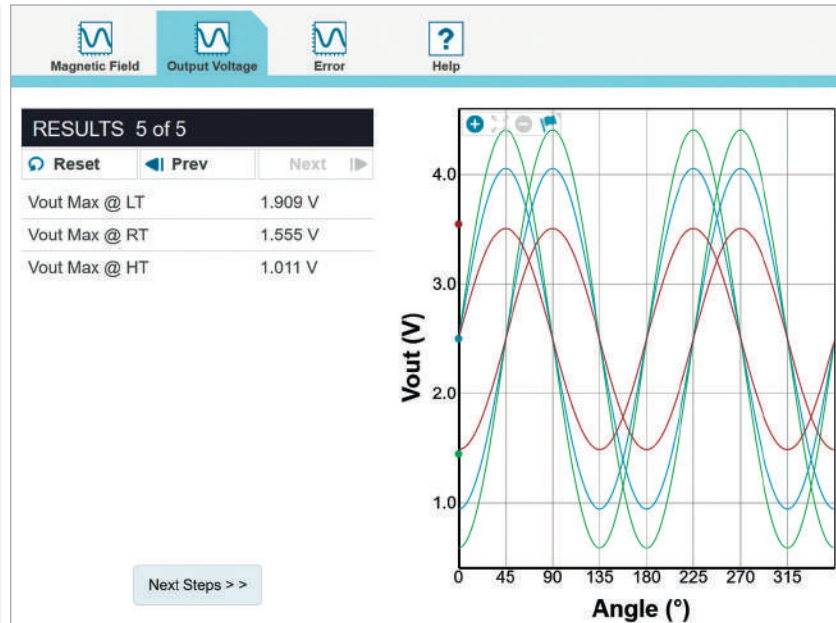 Magnetic Field Output Voltage Error Help
RESULTS 5 of 5
Reset Prev Next
Vout Max @ LT 1.909 V
Vout Max @ RT 1.555 V
Vout Max @ HT 1.011 V
Next Steps > >
Vout (V)
4.0
3.0
2.0
1.0
0 45 90 135 180 225 270 315
Angle (°)